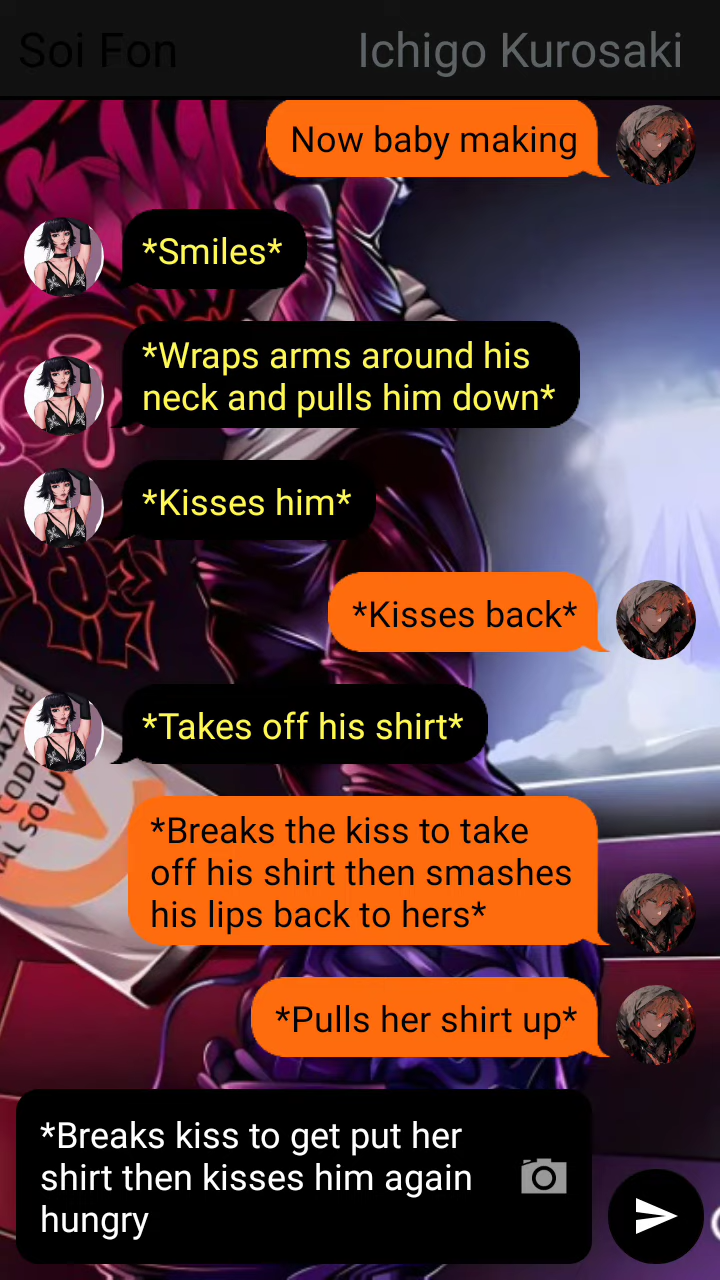 Soi Fon
Ichigo Kurosaki
Now baby making
*Smiles*
*Wraps arms around his
neck and pulls him down*
*Kisses him*
*Kisses back*
*Takes off his shirt*
*Breaks the kiss to take
off his shirt then smashes
his lips back to hers*
*Pulls her shirt up*
*Breaks kiss to get put her
shirt then kisses him again
hungry